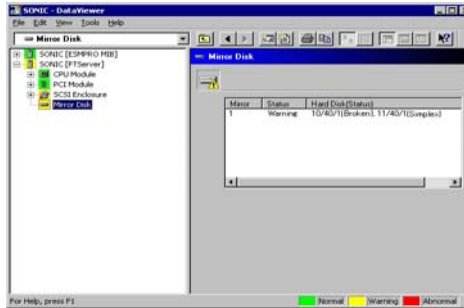 SONIC - DataViewer
File Edit View Tools Help
Mirror Disk
SONIC [ESMPRO MIB]
SONIC [FTServer]
CPU Module
PCI Module
SCSI Enclosure
Mirror Disk
Mirror Disk
Mirror Status Hard Disk(Status)
1 Warning 10/40/1(Broken), 11/40/1(Simplex)
For Help, press F1
Normal Warning Abnormal